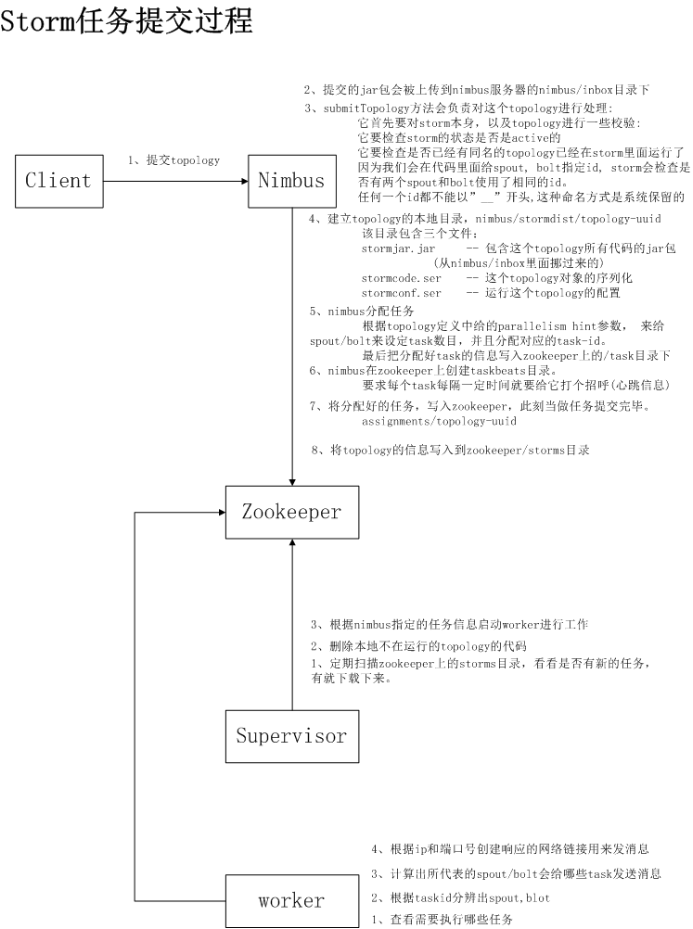 Storm任务提交过程
2、提交的jar包会被上传到nimbus服务器的nimbus/inbox目录下
3、submitTopology方法会负责对这个topology进行处理:
它首先要对storm本身，以及topology进行一些校验:
它要检查storm的状态是否是active的
它要检查是否已经有同名的topology已经在storm里面运行了
因为我们会在代码里面给spout, bolt指定id, storm会检查是
否有两个spout和bolt使用了相同的id。
任何一个id都不能以”__”开头,这种命名方式是系统保留的
1、提交topology
Client
Nimbus
4、建立topology的本地目录，nimbus/stormdist/topology-uuid
该目录包含三个文件：
stormjar.jar -- 包含这个topology所有代码的jar包
(从nimbus/inbox里面挪过来的)
stormcode.ser -- 这个topology对象的序列化
stormconf.ser -- 运行这个topology的配置
5、nimbus分配任务
根据topology定义中给的parallelism hint参数， 来给
spout/bolt来设定task数目，并且分配对应的task-id。
最后把分配好task的信息写入zookeeper上的/task目录下
6、nimbus在zookeeper上创建taskbeats目录。
要求每个task每隔一定时间就要给它打个招呼(心跳信息)
7、将分配好的任务，写入zookeeper，此刻当做任务提交完毕。
assignments/topology-uuid
8、将topology的信息写入到zookeeper/storms目录
Zookeeper
3、根据nimbus指定的任务信息启动worker进行工作
2、删除本地不在运行的topology的代码
1、定期扫描zookeeper上的storms目录，看看是否有新的任务，
有就下载下来。
Supervisor
4、根据ip和端口号创建响应的网络链接用来发消息
3、计算出所代表的spout/bolt会给哪些task发送消息
worker
2、根据taskid分辨出spout,blot
1、查看需要执行哪些任务